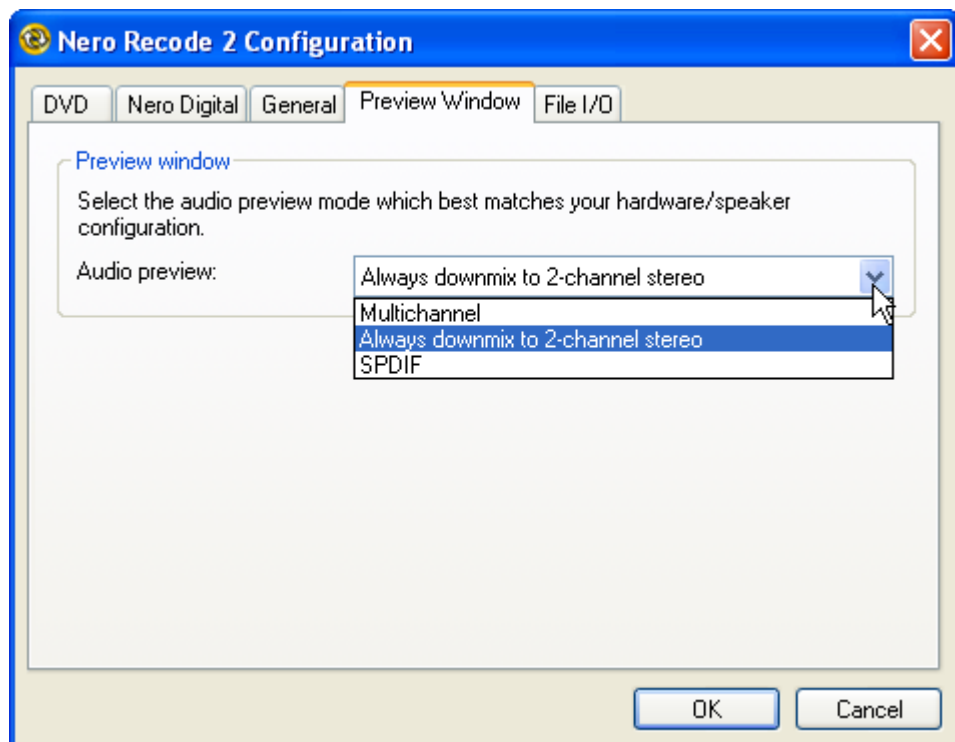 Nero Recode 2 Configuration
DVD
Nero Digital
General
Preview Window
File I/O
Preview window
Select the audio preview mode which best matches your hardware/speaker
configuration.
Audio preview:
Always downmix to 2-channel stereo
Multichannel
Always downmix to 2-channel stereo
SPDIF
OK
Cancel